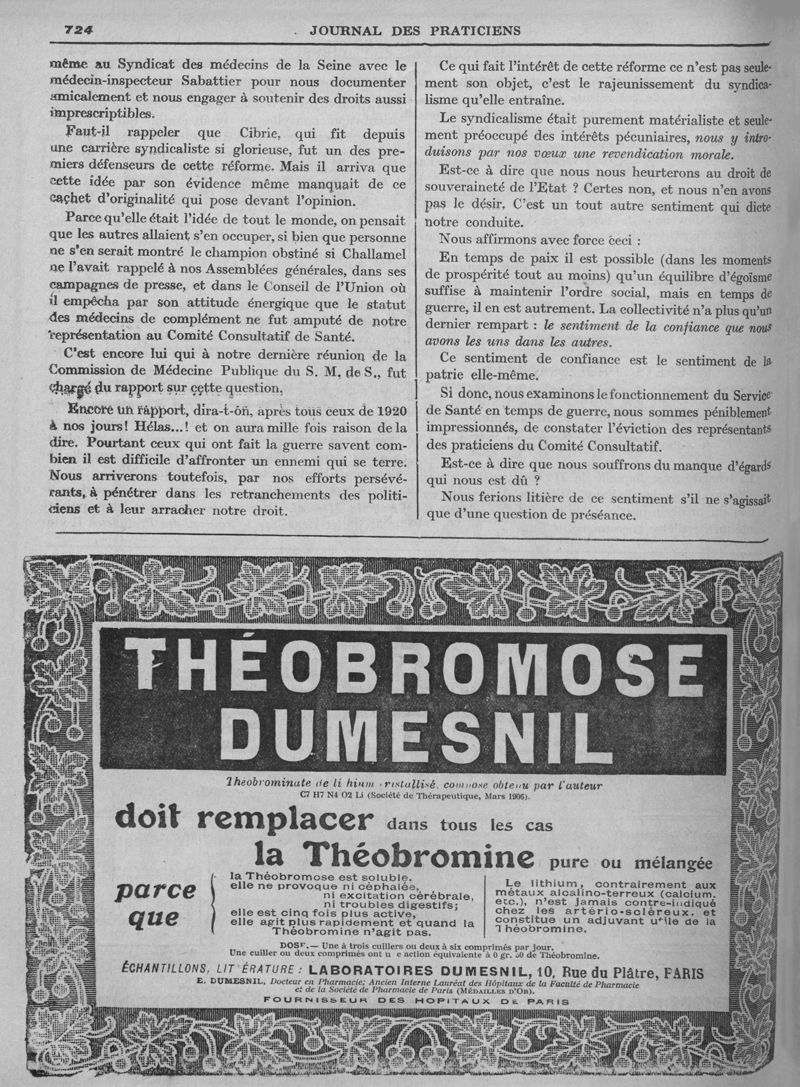 724
JOURNAL DES PRATICIENS
même au Syndicat des médecins de la Seine avec le
médecin-inspecteur Sabattier pour nous documenter
amicalement et nous engager à soutenir des droits aussi
imprescriptibles.
Faut-il rappeler que Cibrie, qui fit depuis
une carrière syndicaliste si glorieuse, fut un des pre-
miers défenseurs de cette réforme. Mais il arriva que
cette idée par son évidence même manquait de ce
cachet d'originalité qui pose devant l'opinion.
Parce qu'elle était l'idée de tout le monde, on pensait
que les autres allaient s'en occuper, si bien que personne
ne s'en serait montré le champion obstiné si Challamel
ne l'avait rappelé à nos Assemblées générales, dans ses
campagnes de presse, et dans le Conseil de l'Union où
il empêcha par son attitude énergique que le statut
des médecins de complément ne fut amputé de notre
représentation au Comité Consultatif de Santé.
C'est encore lui qui à notre dernière réunion de la
Commission de Médecine Publique du S. M. de S., fut
chargé du rapport sur cette question.
Encore un rapport, dira-t-on, après tous ceux de 1920
à nos jours! Hélas...! et on aura mille fois raison de la
dire. Pourtant ceux qui ont fait la guerre savent com-
bien il est difficile d'affronter un ennemi qui se terre.
Nous arriverons toutefois, par nos efforts persévé-
rants, à pénétrer dans les retranchements des politi-
ciens et à leur arracher notre droit.
Ce qui fait l'intérêt de cette réforme ce n'est pas seule-
ment son objet, c'est le rajeunissement du syndica-
lisme qu'elle entraîne.
Le syndicalisme était purement matérialiste et seule-
ment préoccupé des intérêts pécuniaires, nous y intro-
duisons par nos vœux une revendication morale.
Est-ce à dire que nous nous heurterons au droit de
souveraineté de l'Etat ? Certes non, et nous n'en avons
pas le désir. C'est un tout autre sentiment qui dicte
notre conduite.
Nous affirmons avec force ceci :
En temps de paix il est possible (dans les moments
de prospérité tout au moins) qu'un équilibre d'égoïsme
suffise à maintenir l'ordre social, mais en temps de
guerre, il en est autrement. La collectivité n'a plus qu'un
dernier rempart : le sentiment de la confiance que nous
avons les uns dans les autres.
Ce sentiment de confiance est le sentiment de la
patrie elle-même.
Si donc, nous examinons le fonctionnement du Service
de Santé en temps de guerre, nous sommes péniblement
impressionnés, de constater l'éviction des représentants
des praticiens du Comité Consultatif.
Est-ce à dire que nous souffrons du manque d'égards
qui nous est dû ?
Nous ferions litière de ce sentiment s'il ne s'agissait
que d'une question de préséance.
THÉOBROMOSE
DUMESNIL
Théobrominate de lithium cristallisé, composé obtenu par l'auteur
C7 H7 N4 O2 Li (Société de Thérapeutique, Mars 1906).
doit remplacer dans tous les cas
la Théobromine pure ou mélangée
parce
que
la Théobromose est soluble.
elle ne provoque ni céphalée,
ni excitation cérébrale,
ni troubles digestifs;
elle est cinq fois plus active,
elle agit plus rapidement et quand la
Théobromine n'agit pas.
Le lithium, contrairement aux
métaux alcalino-terreux (calcium,
etc.), n'est jamais contre-indiqué
chez les artério-scléreux. et
constitue un adjuvant utile de la
Théobromine.
DOSE.— Une à trois cuillers ou deux à six comprimés par jour.
Une cuiller ou deux comprimés ont une action équivalente à 0 gr. 50 de Théobromine.
ÉCHANTILLONS, LITTÉRATURE : LABORATOIRES DUMESNIL, 10, Rue du Plâtre, PARIS
E. DUMESNIL, Docteur en Pharmacie; Ancien Interne Lauréat des Hôpitaux de la Faculté de Pharmacie
et de la Société de Pharmacie de Paris (MÉDAILLES D'OR).
FOURNISSEUR DES HOPITAUX DE PARIS